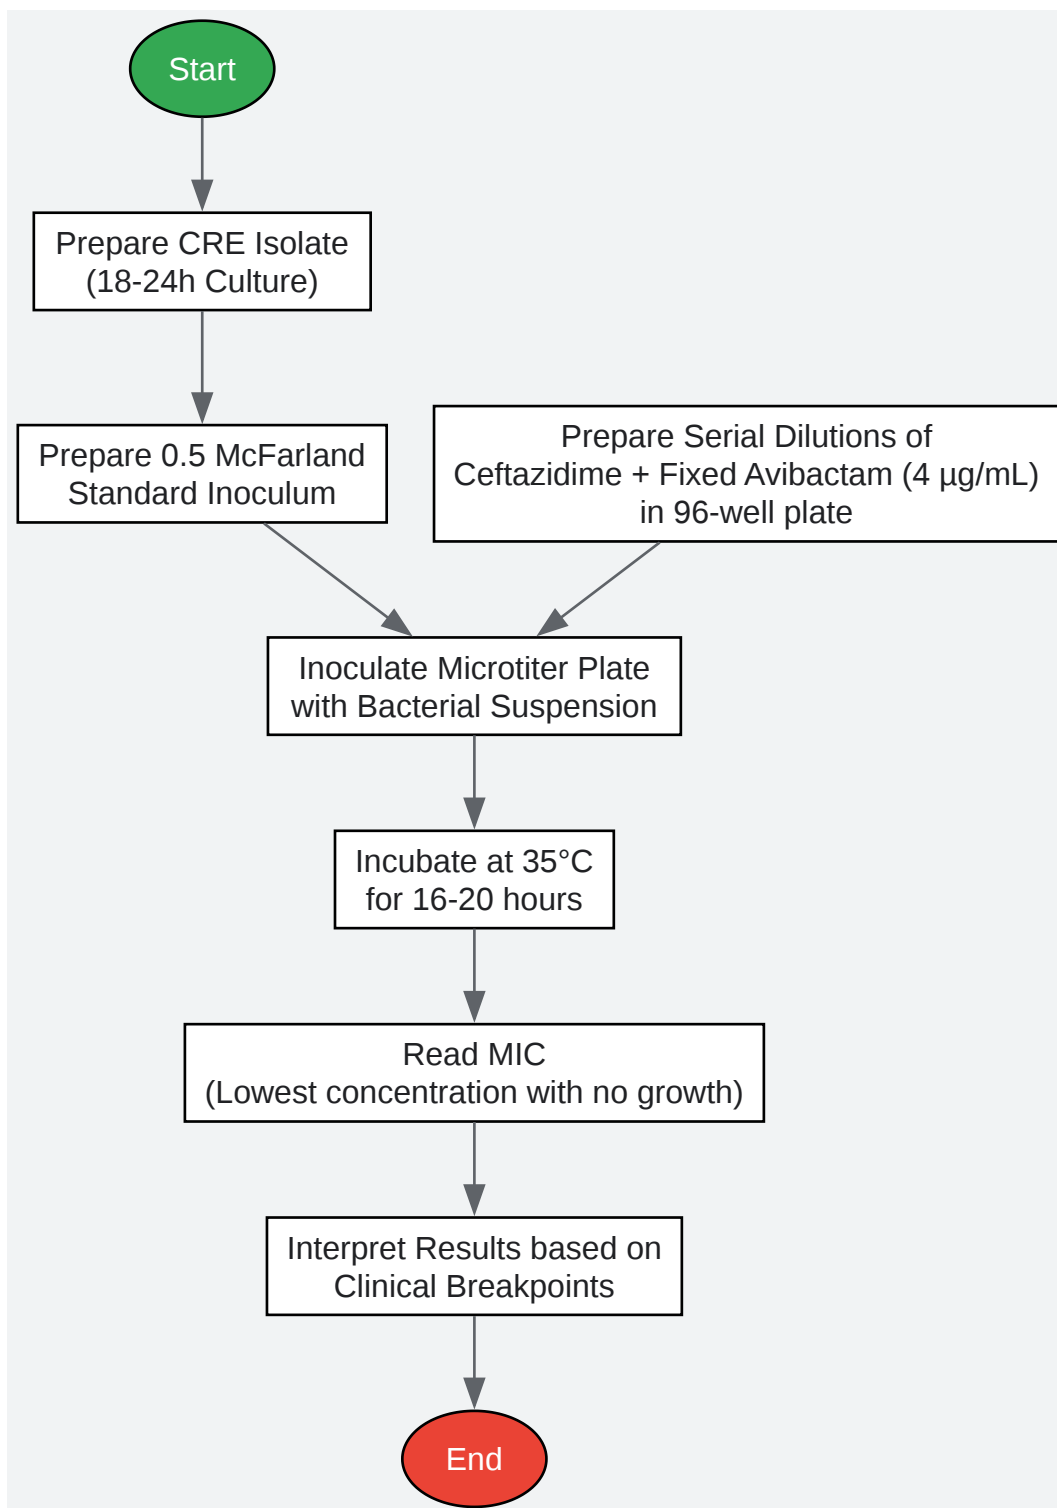 Start
Prepare CRE Isolate
(18-24h Culture)
Prepare 0.5 McFarland
Standard Inoculum
Prepare Serial Dilutions of
Ceftazidime + Fixed Avibactam (4 µg/mL)
in 96-well plate
Inoculate Microtiter Plate
with Bacterial Suspension
Incubate at 35°C
for 16-20 hours
Read MIC
(Lowest concentration with no growth)
Interpret Results based on
Clinical Breakpoints
End